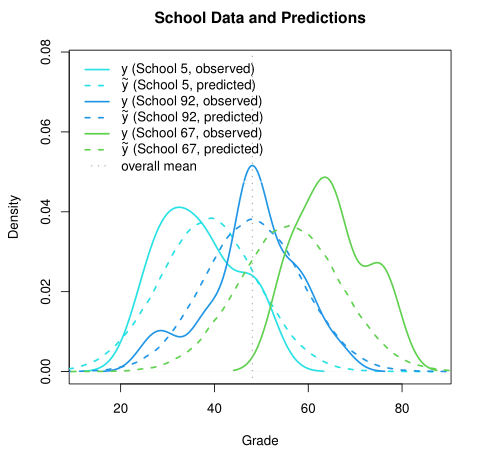 School Data and Predictions
0.08
0.06
0.04
0.02
0.00
Density
y (School 5, observed)
ỹ (School 5, predicted)
y (School 92, observed)
ỹ (School 92, predicted)
y (School 67, observed)
ỹ (School 67, predicted)
overall mean
20 40 60 80
Grade